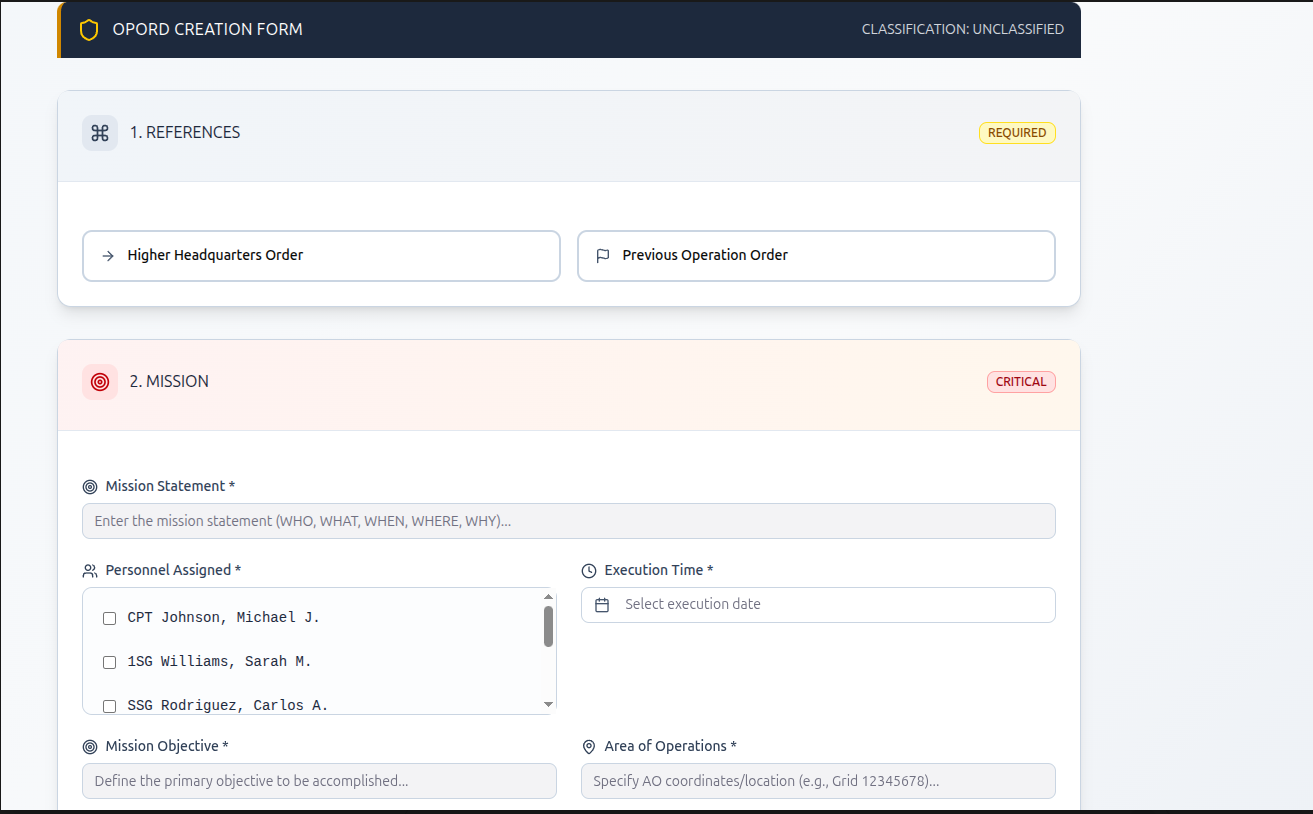 OPORD CREATION FORM
CLASSIFICATION: UNCLASSIFIED
1. REFERENCES
REQUIRED
Higher Headquarters Order
Previous Operation Order
2. MISSION
CRITICAL
Mission Statement *
Enter the mission statement (WHO, WHAT, WHEN, WHERE, WHY)...
Personnel Assigned *
CPT Johnson, Michael J.
1SG Williams, Sarah M.
SSG Rodriguez, Carlos A.
Execution Time *
Select execution date
Mission Objective *
Define the primary objective to be accomplished...
Area of Operations *
Specify AO coordinates/location (e.g., Grid 12345678)...